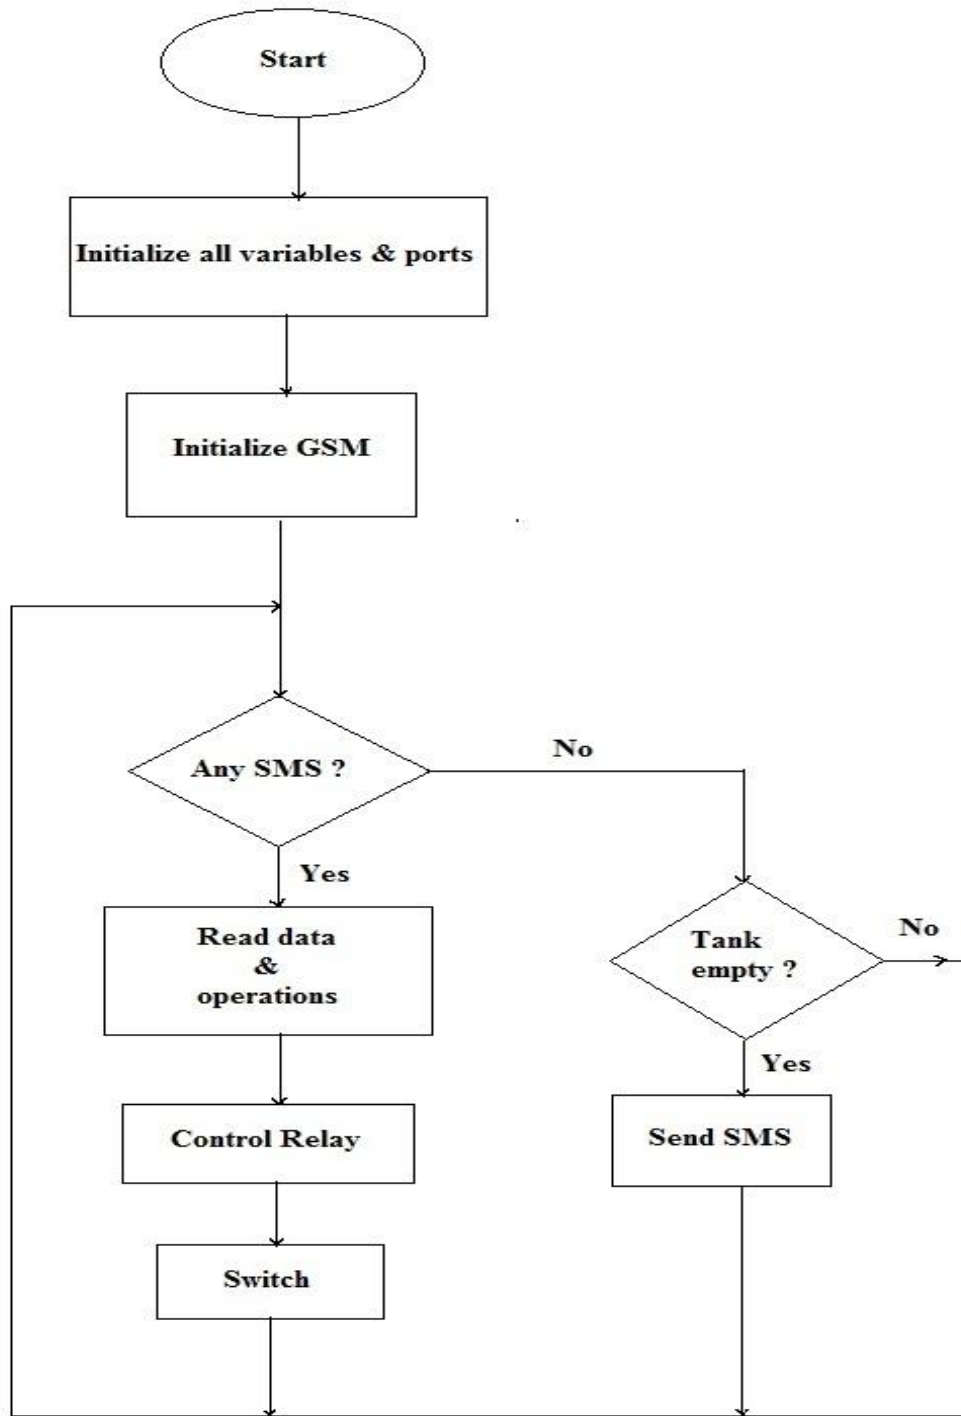 Start
Initialize all variables & ports
Initialize GSM
Any SMS ?
No
Yes
Read data
&
operations
Control Relay
Switch
Tank
empty ?
No
Yes
Send SMS